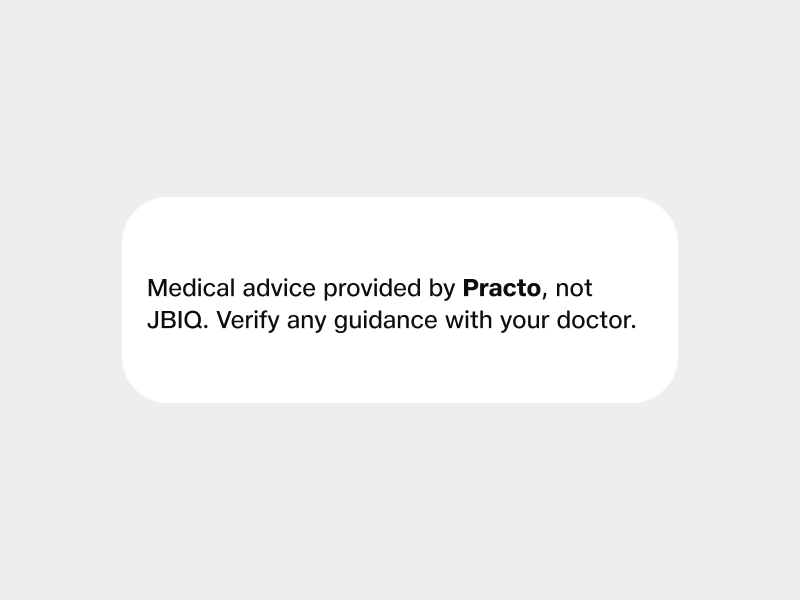 Medical advice provided by Practo, not
JBIQ. Verify any guidance with your doctor.